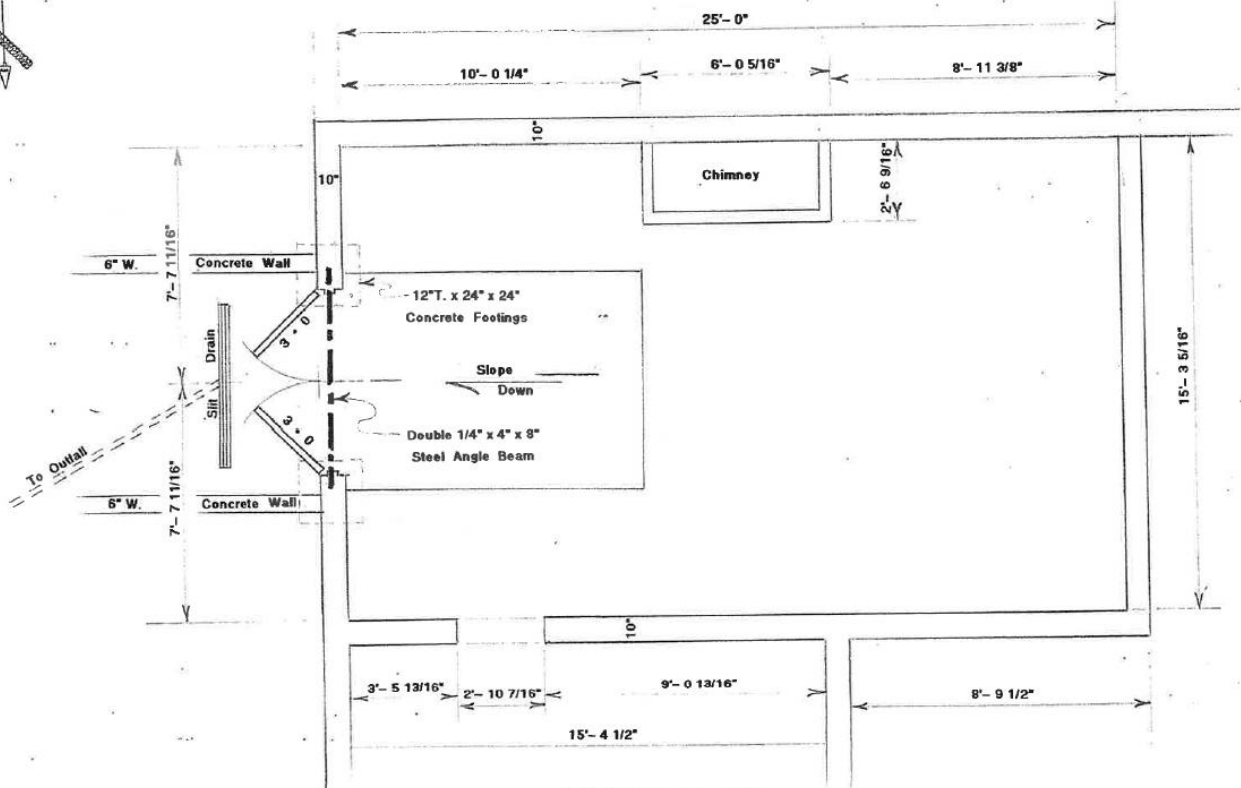 25'- 0"
10'- 0 1/4"
6'- 0 5/16"
8'- 11 3/8"
10"
10"
Chimney
2'- 6 9/16"
7'- 7 11/16"
6" W.
Concrete Wall
12"T. x 24" x 24"
Concrete Footings
3 - 0
Slit Drain
Slope
Down
15'- 3 5/16"
3 - 0
Double 1/4" x 4" x 8"
Steel Angle Beam
To Outfall
7'- 7 11/16"
6" W.
Concrete Wall
10"
3'- 5 13/16"
2'- 10 7/16"
9'- 0 13/16"
8'- 9 1/2"
15'- 4 1/2"